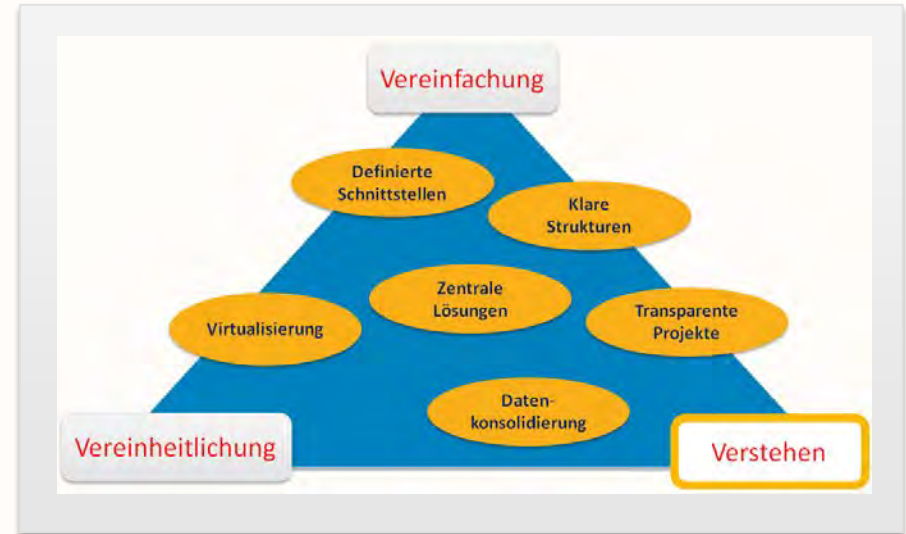 Vereinfachung
Definierte
Schnittstellen
Klare
Strukturen
Zentrale
Lösungen
Virtualisierung
Transparente
Projekte
Daten-
konsolidierung
Vereinheitlichung
Verstehen